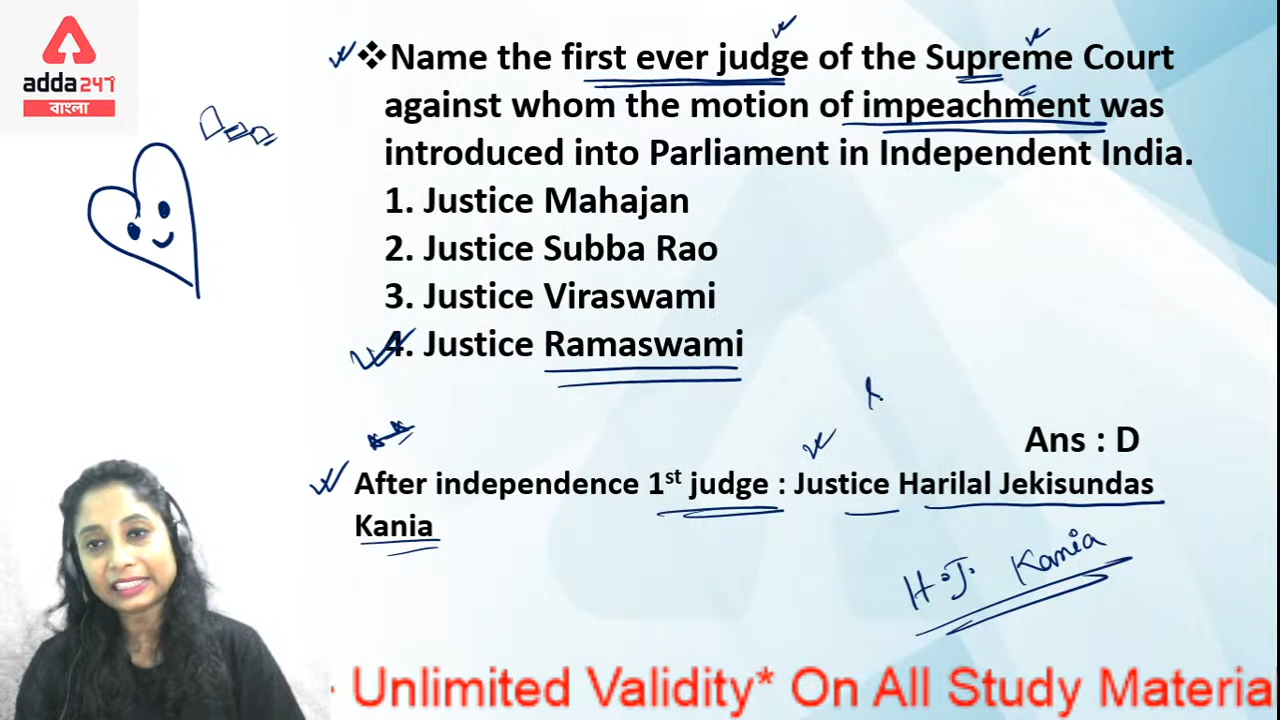 adda247
বাংলা
❖Name the first ever judge of the Supreme Court
against whom the motion of impeachment was
introduced into Parliament in Independent India.
1. Justice Mahajan
2. Justice Subba Rao
3. Justice Viraswami
4. Justice Ramaswami
Ans : D
After independence 1st judge : Justice Harilal Jekisundas
Kania
H.J. Kania
Unlimited Validity* On All Study Materia